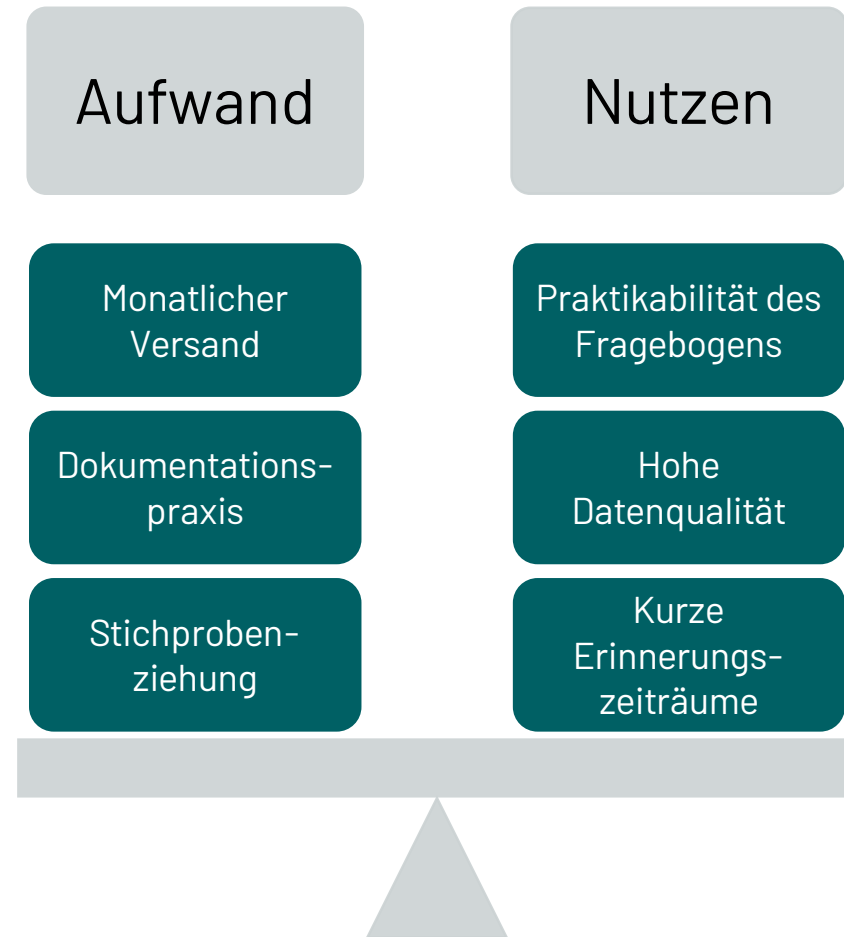 Aufwand
Nutzen
Monatlicher
Versand
Praktikabilität des
Fragebogens
Dokumentations-
praxis
Hohe
Datenqualität
Stichproben-
ziehung
Kurze
Erinnerungs-
zeiträume